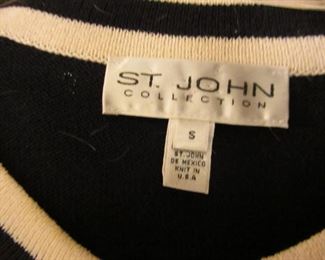 ST. JOHN
COLLECTION
S
ST. JOHN
DE MEXICO
KNIT IN
U.S.A